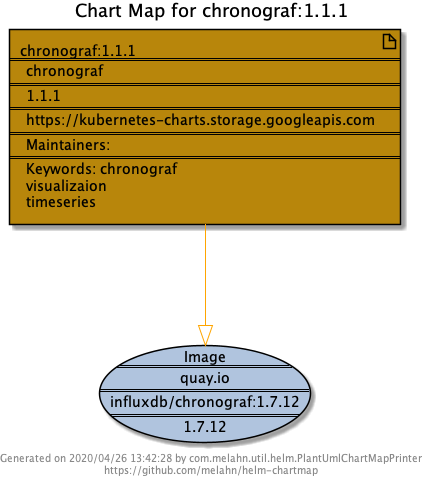 Chart Map for chronograf:1.1.1
chronograf:1.1.1
chronograf
1.1.1
https://kubernetes-charts.storage.googleapis.com
Maintainers:
Keywords: chronograf
visualizaion
timeseries
Image
quay.io
influxdb/chronograf:1.7.12
1.7.12
Generated on 2020/04/26 13:42:28 by com.melahn.util.helm.PlantUmlChartMapPrinter
https://github.com/melahn/helm-chartmap